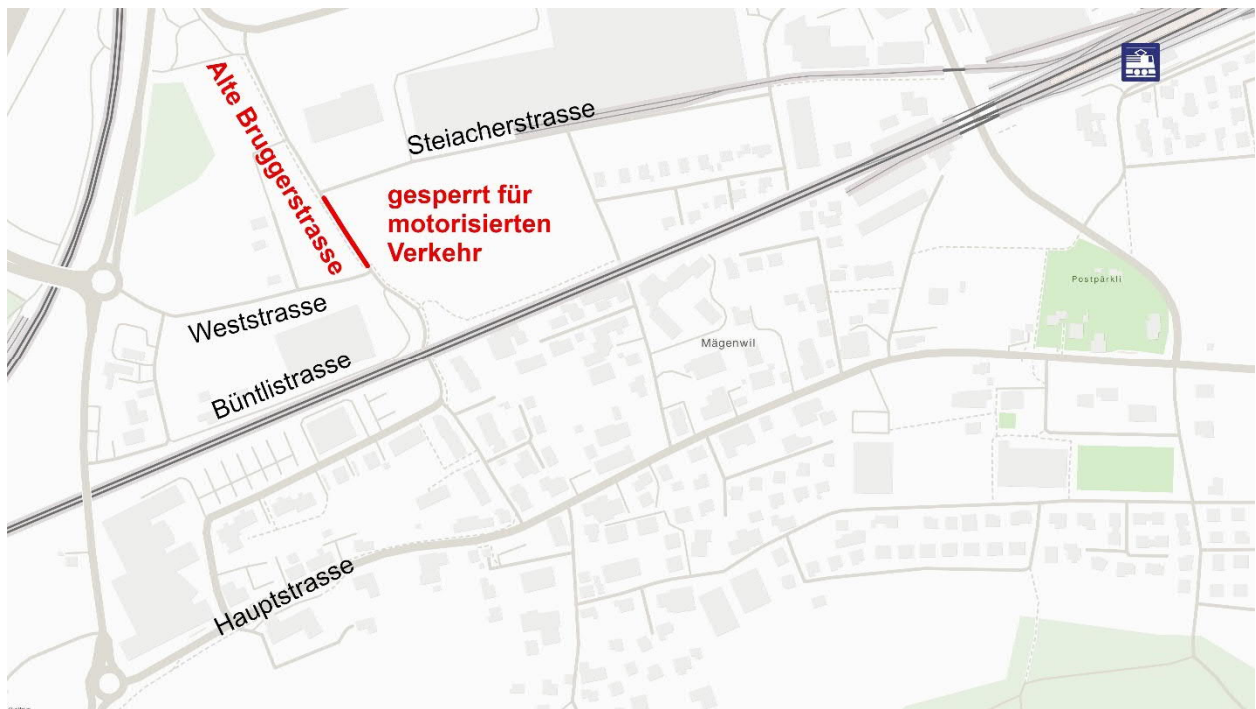 Alte Bruggerstrasse
Steiacherstrasse
gesperrt für
motorisierten
Verkehr
Postpärkli
Weststrasse
Mägenwil
Büntlistrasse
Hauptstrasse